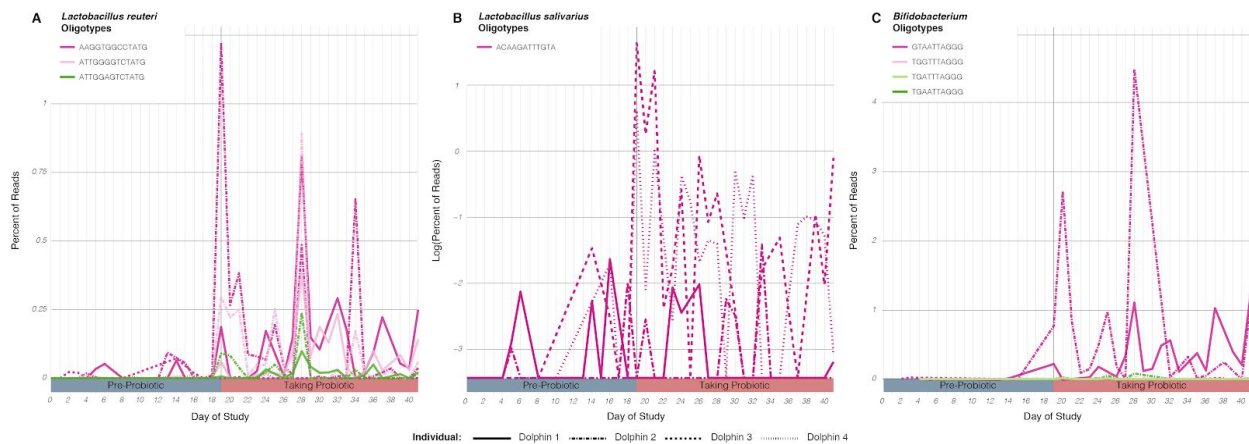 A
Lactobacillus reuteri
Oligotypes
AAGGTGGCCTATG
ATTGGGGTCTATG
ATTGGAGTCTATG
Percent of Reads
1
0.75
0.5
0.25
0
Pre-Probiotic
Taking Probiotic
0 2 4 6 8 10 12 14 16 18 20 22 24 26 28 30 32 34 36 38 40
Day of Study
B
Lactobacillus salivarius
Oligotypes
ACAAGATTTGTA
Log(Percent of Reads)
1
0
-1
-2
-3
Pre-Probiotic
Taking Probiotic
0 2 4 6 8 10 12 14 16 18 20 22 24 26 28 30 32 34 36 38 40
Day of Study
C
Bifidobacterium
Oligotypes
GTAATTAGGG
TGGTTTAGGG
TGATTTAGGG
TGAATTAGGG
Percent of Reads
4
3
2
1
0
Pre-Probiotic
Taking Probiotic
0 2 4 6 8 10 12 14 16 18 20 22 24 26 28 30 32 34 36 38 40
Day of Study
Individual: Dolphin 1 Dolphin 2 Dolphin 3 Dolphin 4